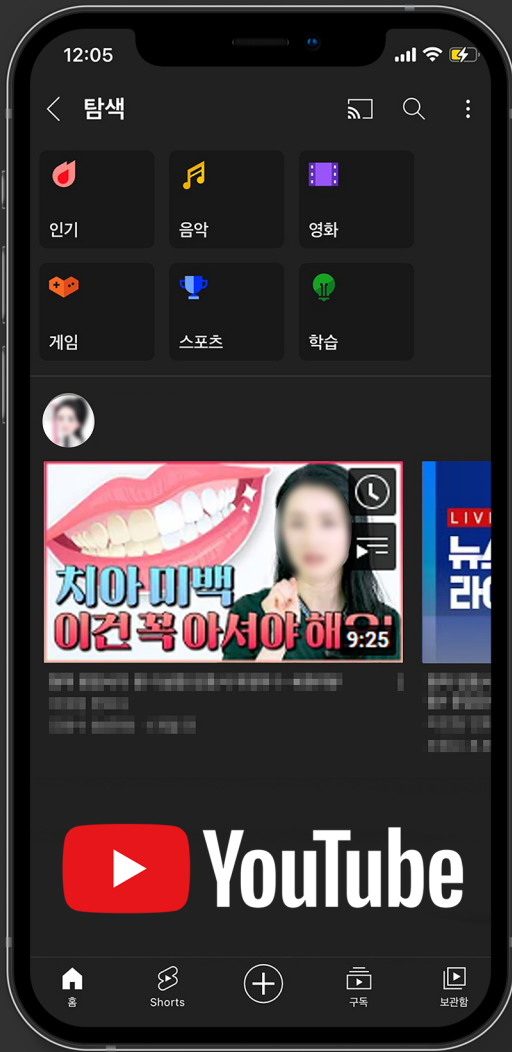 12:05
탐색
인기
음악
영화
게임
스포츠
학습
치아 미백
이건 꼭 아셔야 해요!
9:25
LIV
뉴
라이
YouTube
홈
Shorts
구독
보관함